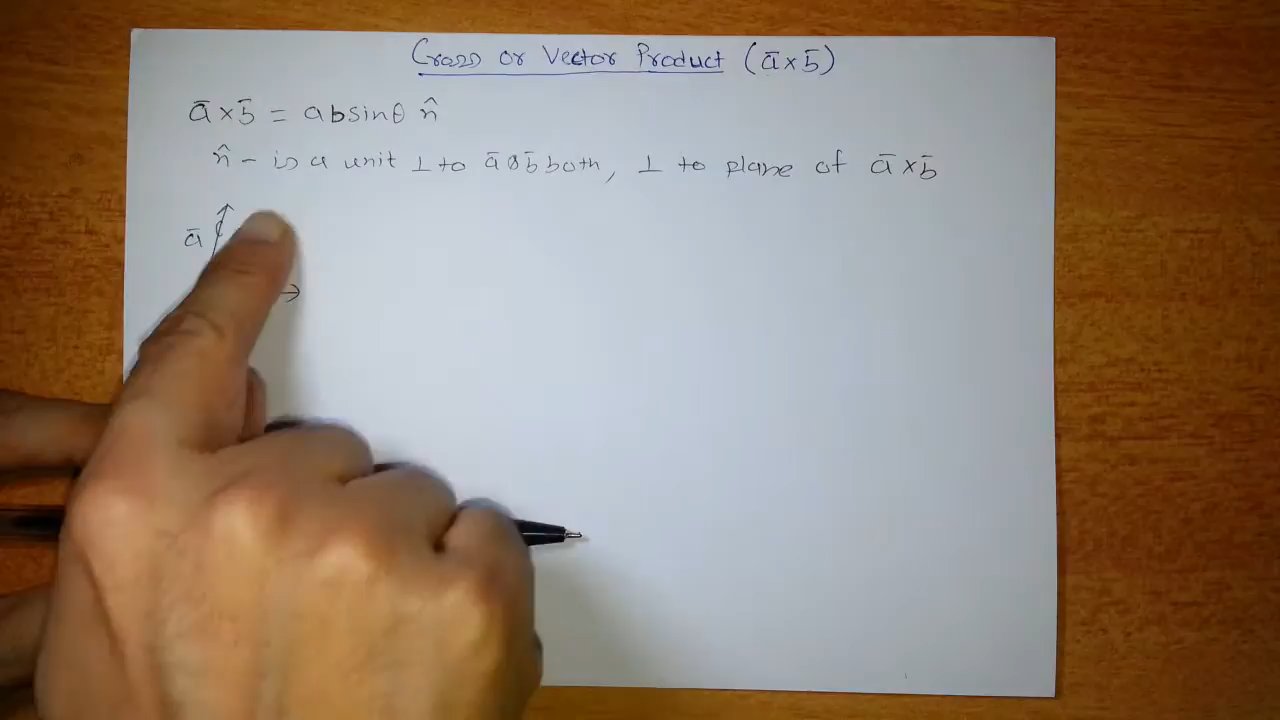 Cross or Vector Product (a̅ × b̅)
a̅ × b̅ = ab sinθ n̂
n̂ - is a unit ⊥ to a̅ & b̅ both, ⊥ to plane of a̅ × b̅
a̅